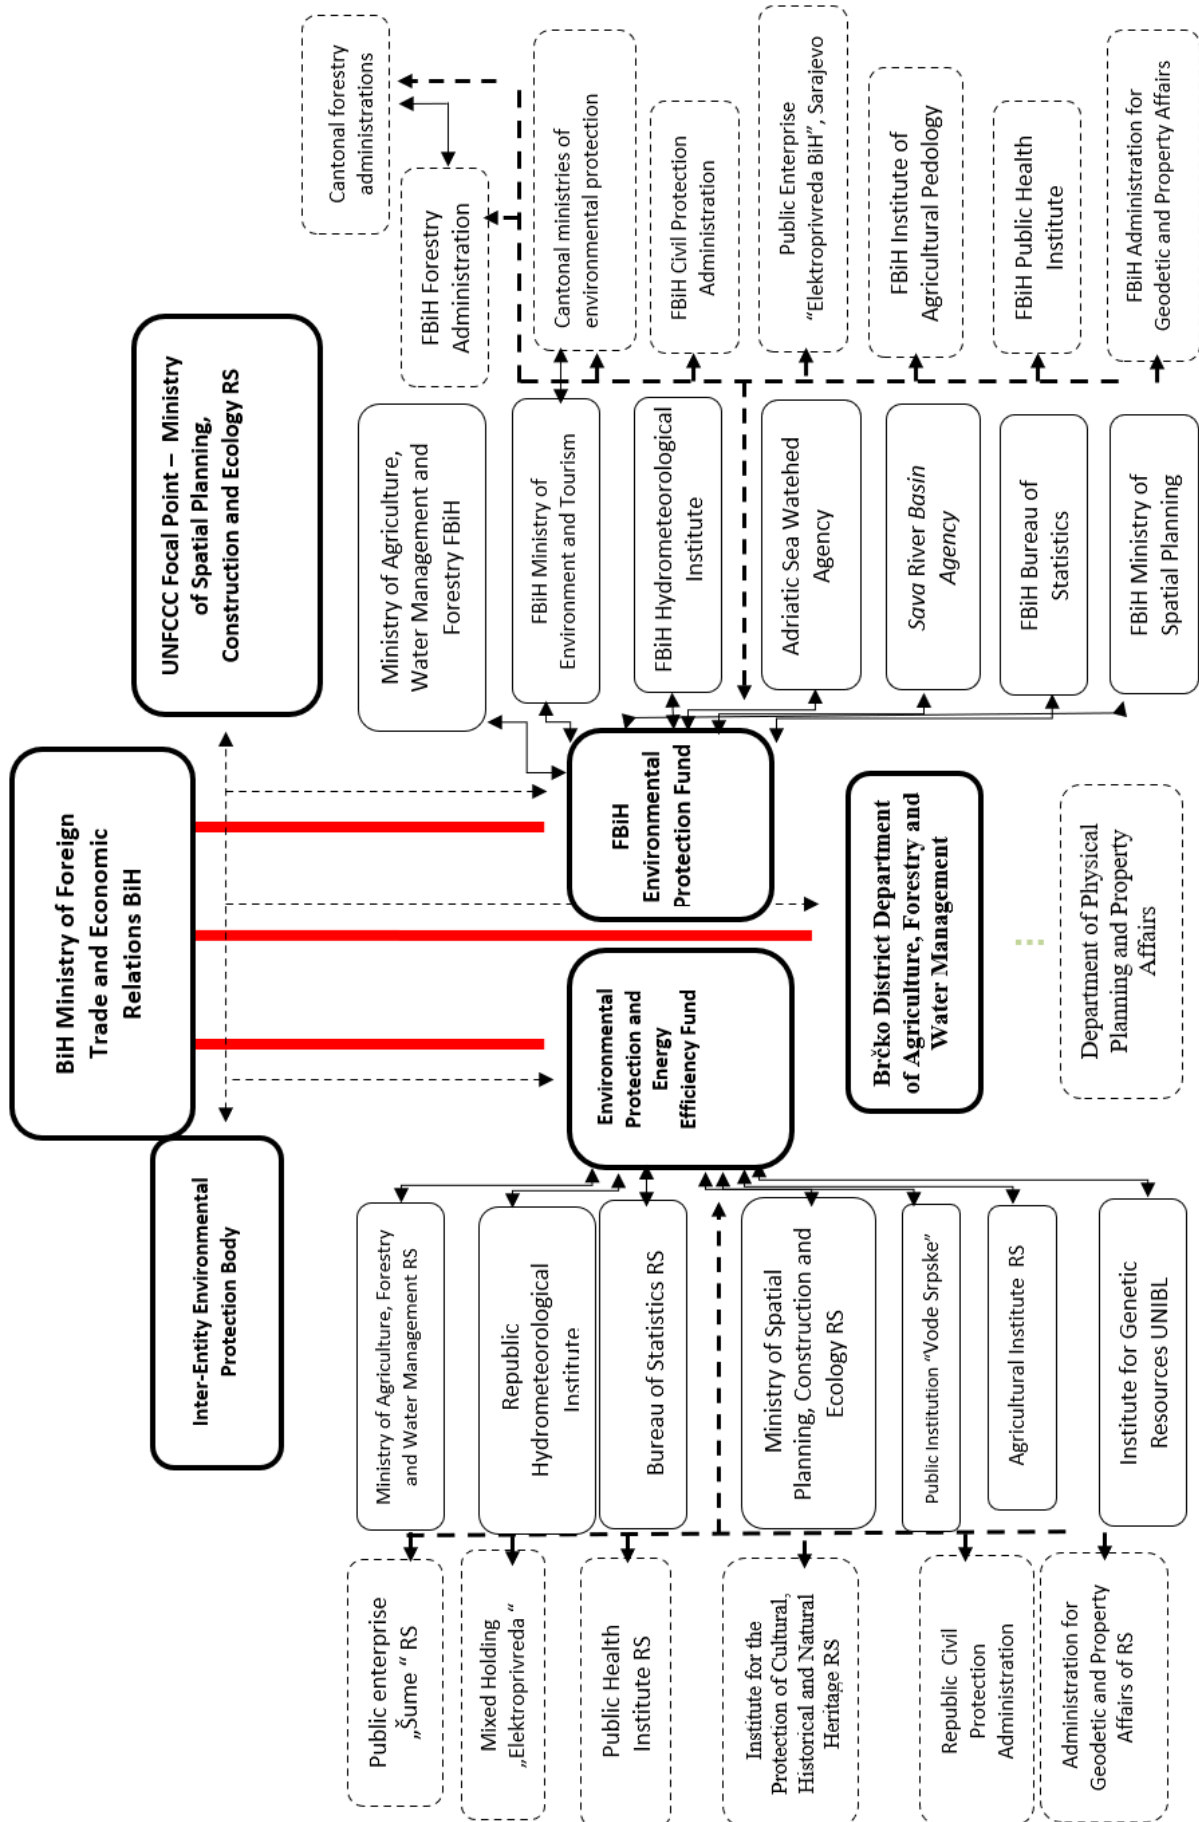 BiH Ministry of Foreign
Trade and Economic
Relations BiH
Inter-Entity Environmental
Protection Body
UNFCCC Focal Point – Ministry
of Spatial Planning,
Construction and Ecology RS
Environmental
Protection and
Energy
Efficiency Fund
FBiH
Environmental
Protection Fund
Brčko District Department
of Agriculture, Forestry and
Water Management
Department of Physical
Planning and Property
Affairs
Public enterprise
„Šume “ RS
Mixed Holding
„Elektroprivreda “
Public Health
Institute RS
Institute for the
Protection of Cultural,
Historical and Natural
Heritage RS
Republic Civil
Protection
Administration
Administration for
Geodetic and Property
Affairs of RS
Ministry of Agriculture, Forestry
and Water Management RS
Republic
Hydrometeorological
Institute
Bureau of Statistics RS
Ministry of Spatial
Planning, Construction and
Ecology RS
Public Institution “Vode Srpske”
Agricultural Institute RS
Institute for Genetic
Resources UNIBL
Ministry of Agriculture,
Water Management and
Forestry FBiH
FBiH Ministry of
Environment and Tourism
FBiH Hydrometeorological
Institute
Adriatic Sea Watehed
Agency
Sava River Basin
Agency
FBiH Bureau of
Statistics
FBiH Ministry of
Spatial Planning
Cantonal forestry
administrations
FBiH Forestry
Administration
Cantonal ministries of
environmental protection
FBiH Civil Protection
Administration
Public Enterprise
“Elektroprivreda BiH”, Sarajevo
FBiH Institute of
Agricultural Pedology
FBiH Public Health
Institute
FBiH Administration for
Geodetic and Property Affairs